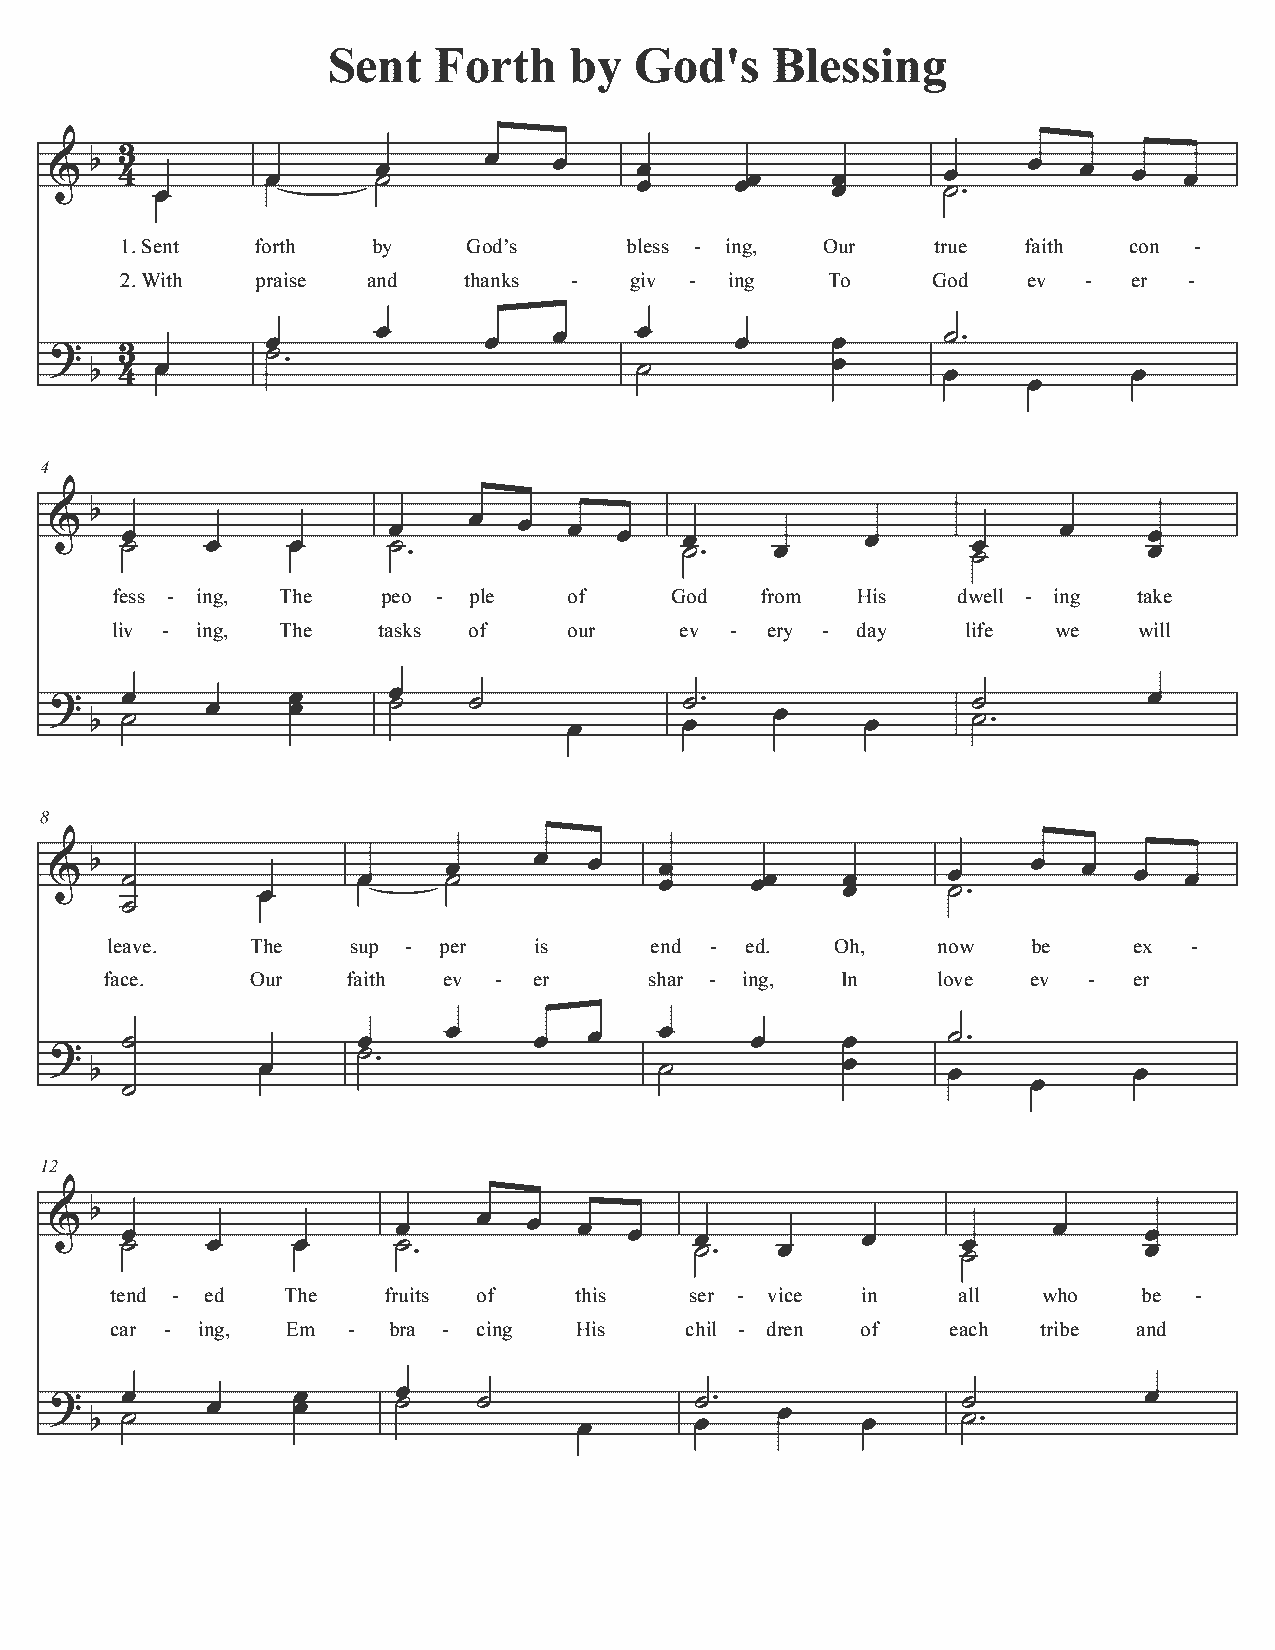 Sent Forth by God's Blessing
3
4
1. Sent forth by God’s bless - ing, Our true faith con -
2. With praise and thanks - giv - ing To God ev - er -
3
4
4
fess - ing, The peo - ple of God from His dwell - ing take
liv - ing, The tasks of our ev - ery - day life we will
8
leave. The sup - per is end - ed. Oh, now be ex -
face. Our faith ev - er shar - ing, In love ev - er
12
tend - ed The fruits of this ser - vice in all who be -
car - ing, Em - bra - cing His chil - dren of each tribe and